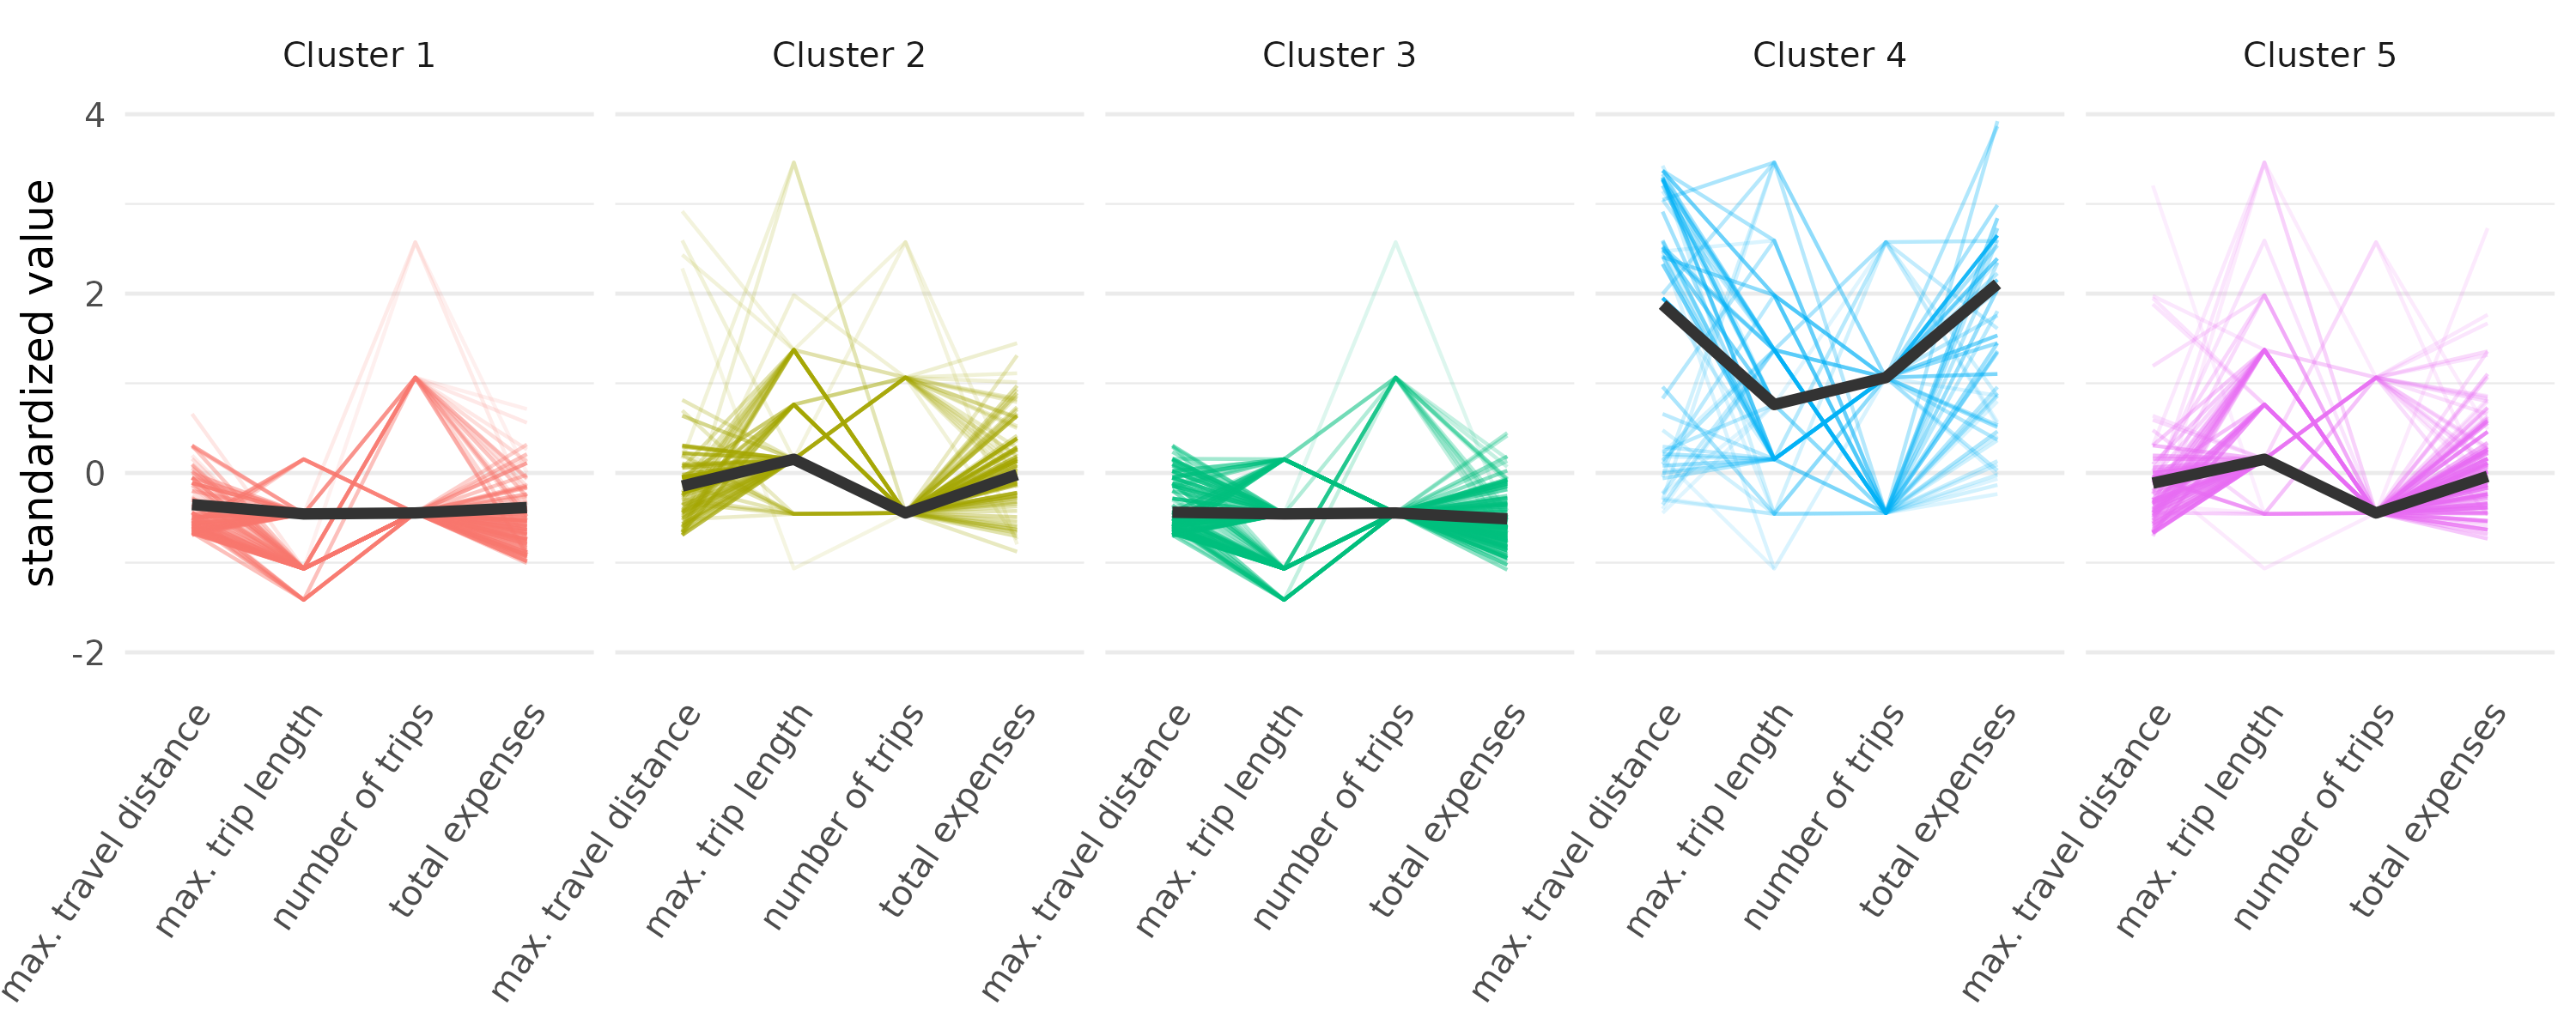 Cluster 1
Cluster 2
Cluster 3
Cluster 4
Cluster 5
standardized value
4
2
0
-2
max. travel distance
max. trip length
number of trips
total expenses
max. travel distance
max. trip length
number of trips
total expenses
max. travel distance
max. trip length
number of trips
total expenses
max. travel distance
max. trip length
number of trips
total expenses
max. travel distance
max. trip length
number of trips
total expenses